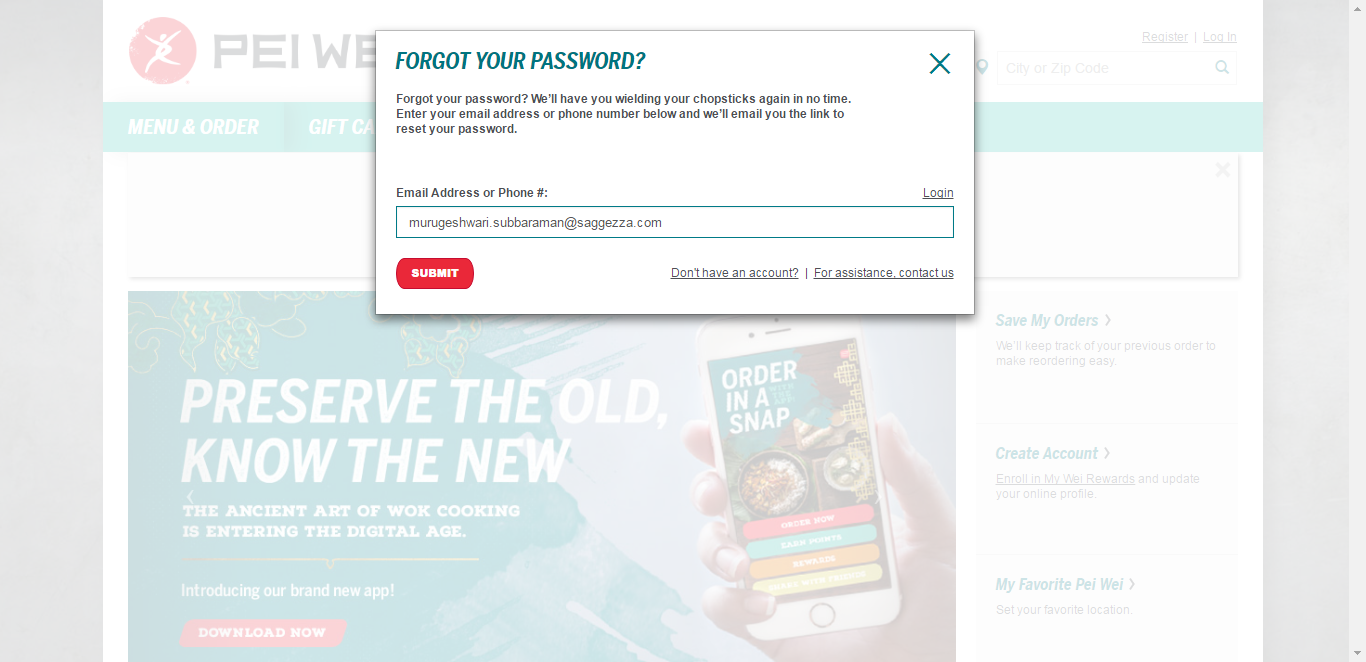 PEI WE
Register | Log In
City or Zip Code
MENU & ORDER
GIFT CA
FORGOT YOUR PASSWORD?
Forgot your password? We'll have you wielding your chopsticks again in no time.
Enter your email address or phone number below and we'll email you the link to
reset your password.
Email Address or Phone #:
Login
murugeshwari.subbaraman@saggezza.com
SUBMIT
Don't have an account? | For assistance, contact us
PRESERVE THE OLD,
KNOW THE NEW
THE ANCIENT ART OF WOK COOKING
IS ENTERING THE DIGITAL AGE.
Introducing our brand new app!
DOWNLOAD NOW
ORDER
IN A
WITH
THE APP
SNAP
ORDER NOW
EARN POINTS
REWARDS
SHARE WITH FRIENDS
Save My Orders
We'll keep track of your previous order to
make reordering easy.
Create Account
Enroll in My Wei Rewards and update
your online profile.
My Favorite Pei Wei
Set your favorite location.